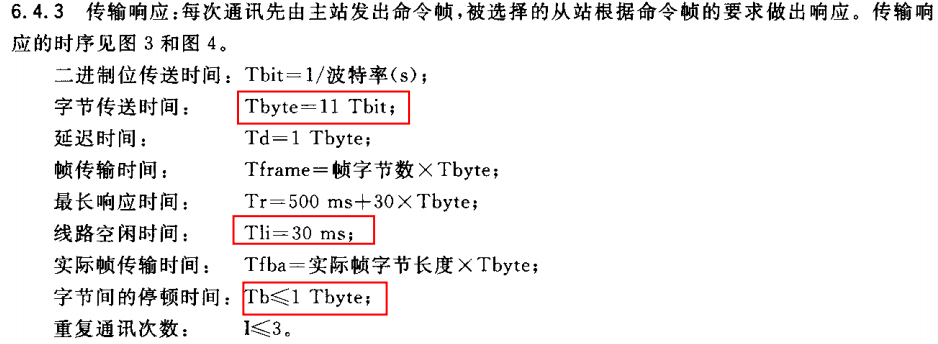 6.4.3 传输响应:每次通讯先由主站发出命令帧,被选择的从站根据命令帧的要求做出响应。传输响
应的时序见图 3 和图 4。
二进制位传送时间:Tbit=1/波特率(s);
字节传送时间: Tbyte=11 Tbit;
延迟时间: Td=1 Tbyte;
帧传输时间: Tframe=帧字节数×Tbyte;
最长响应时间: Tr=500 ms+30×Tbyte;
线路空闲时间: Tli=30 ms;
实际帧传输时间: Tfba=实际帧字节长度×Tbyte;
字节间的停顿时间:Tb≤1 Tbyte;
重复通讯次数: l≤3。